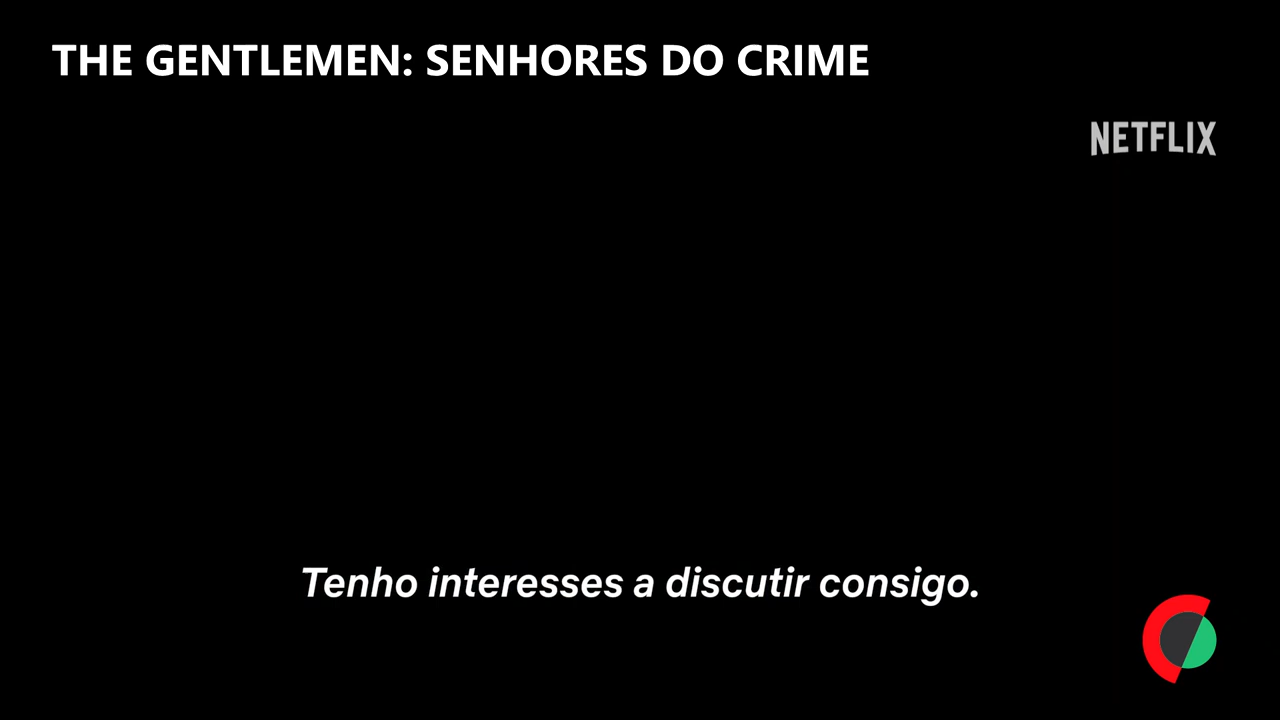 THE GENTLEMEN: SENHORES DO CRIME
NETFLIX
Tenho interesses a discutir consigo.